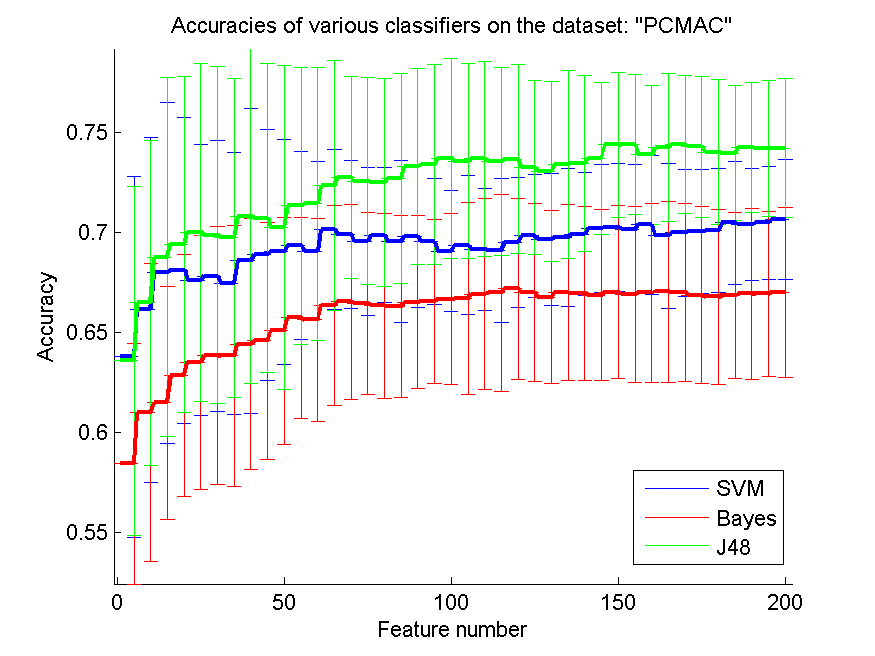 Accuracies of various classifiers on the dataset: "PCMAC"
0.75
0.7
0.65
0.6
0.55
Accuracy
SVM
Bayes
J48
0 50 100 150 200
Feature number